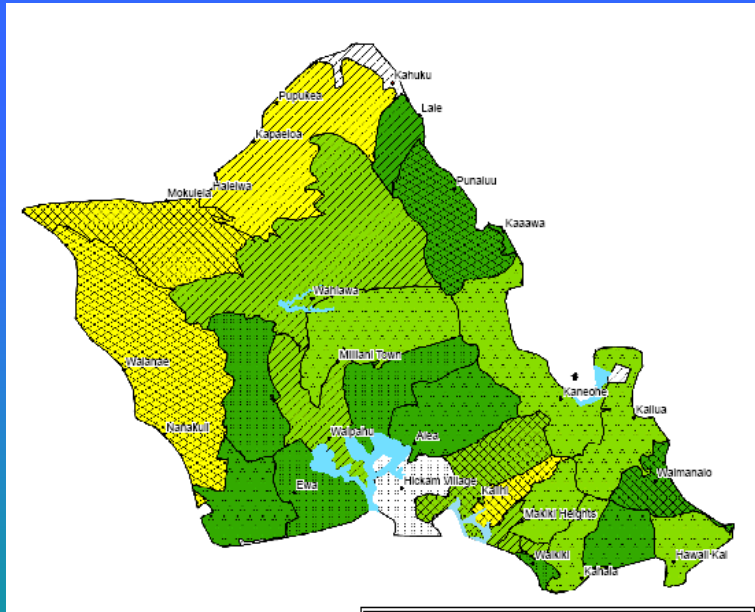 Kahuku
Pupukea
Laie
Kapaeloa
Haleiwa
Mokuleia
Punaluu
Kaaawa
Wahiawa
Mililani Town
Waianae
Kaneohe
Kailua
Nanakuli
Waipahu
Aiea
Waimanalo
Ewa
Hickam Village
Kalihi
Makiki Heights
Waikiki
Hawaii Kai
Kahala